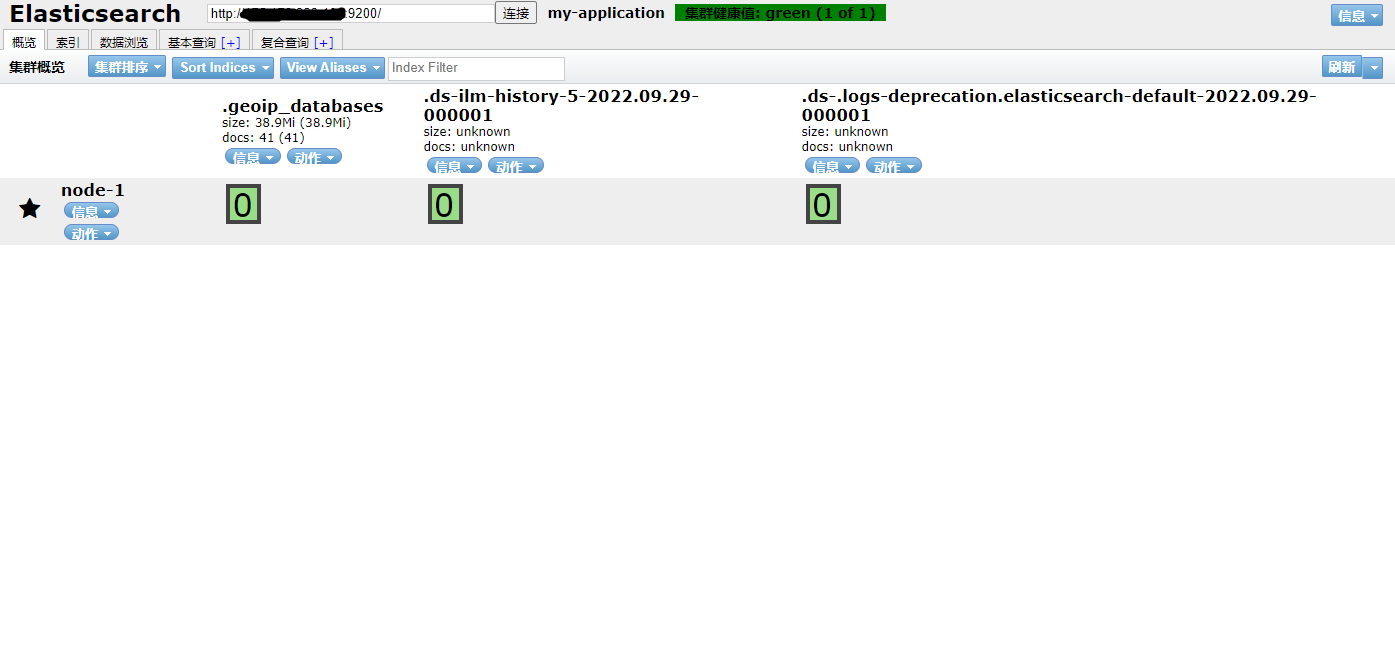 Elasticsearch http:/ :9200/ 连接 my-application 集群健康值: green (1 of 1) 信息
概览 索引 数据浏览 基本查询 [+] 复合查询 [+]
集群概览 集群排序 Sort Indices View Aliases Index Filter 刷新
.geoip_databases
size: 38.9Mi (38.9Mi)
docs: 41 (41)
信息 动作
.ds-ilm-history-5-2022.09.29-
000001
size: unknown
docs: unknown
信息 动作
.ds-.logs-deprecation.elasticsearch-default-2022.09.29-
000001
size: unknown
docs: unknown
信息 动作
node-1
信息
动作
0 0 0